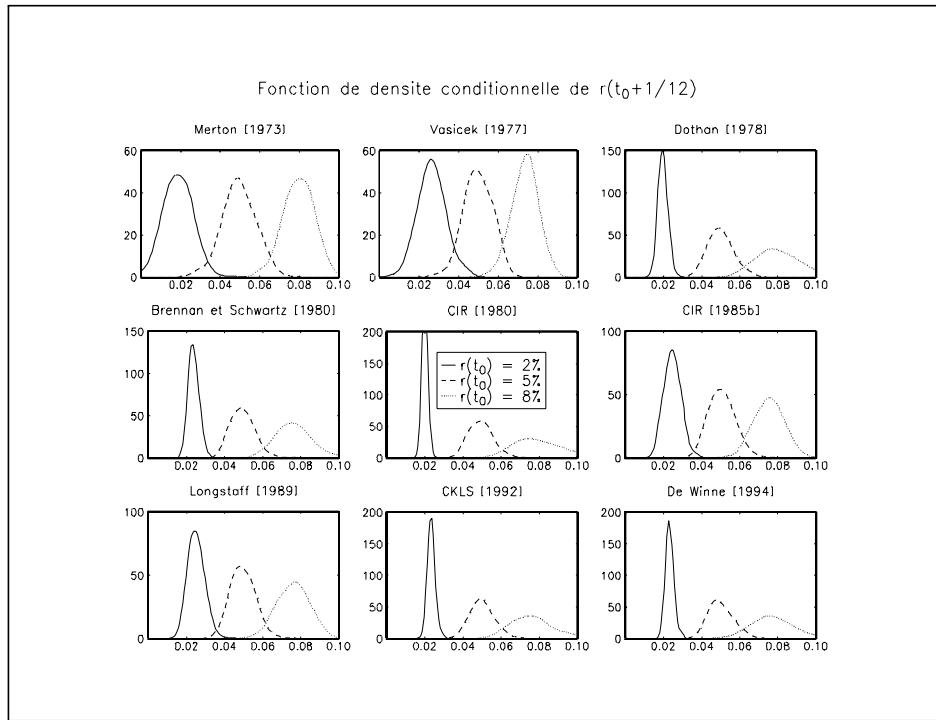 Fonction de densite conditionnelle de r(t₀+1/12)
Merton [1973]
60
40
20
0
0.02 0.04 0.06 0.08 0.10
Vasicek [1977]
60
40
20
0
0.02 0.04 0.06 0.08 0.10
Dothan [1978]
150
100
50
0
0.02 0.04 0.06 0.08 0.10
Brennan et Schwartz [1980]
150
100
50
0
0.02 0.04 0.06 0.08 0.10
CIR [1980]
200
150
100
50
0
0.02 0.04 0.06 0.08 0.10
r(t₀) = 2%
r(t₀) = 5%
r(t₀) = 8%
CIR [1985b]
100
50
0
0.02 0.04 0.06 0.08 0.10
Longstaff [1989]
100
50
0
0.02 0.04 0.06 0.08 0.10
CKLS [1992]
200
150
100
50
0
0.02 0.04 0.06 0.08 0.10
De Winne [1994]
200
150
100
50
0
0.02 0.04 0.06 0.08 0.10